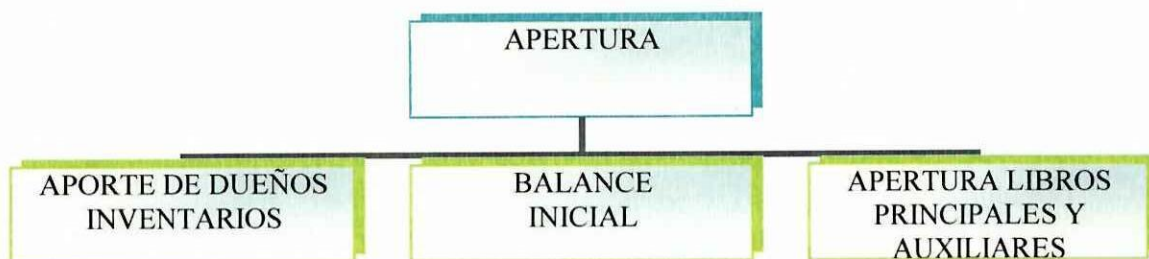 APERTURA
APORTE DE DUEÑOS
INVENTARIOS
BALANCE
INICIAL
APERTURA LIBROS
PRINCIPALES Y
AUXILIARES